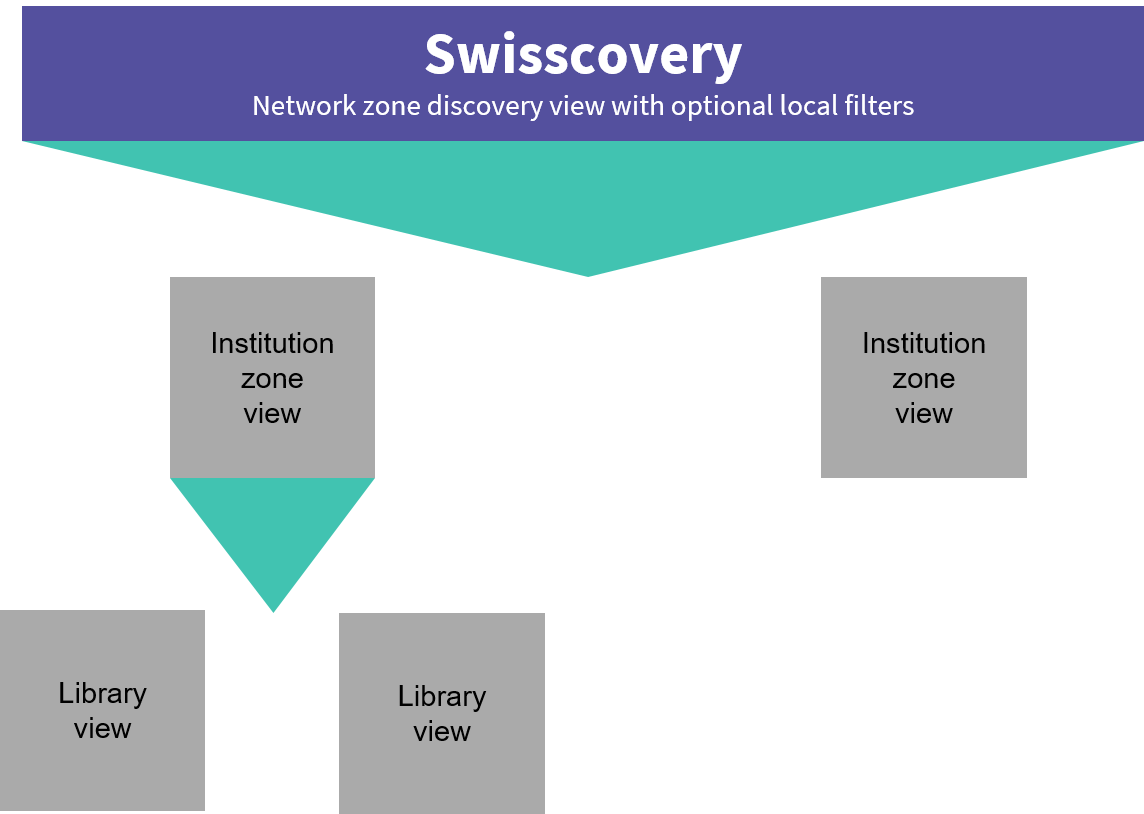 Swisscovery
Network zone discovery view with optional local filters
Institution
zone
view
Institution
zone
view
Library
view
Library
view